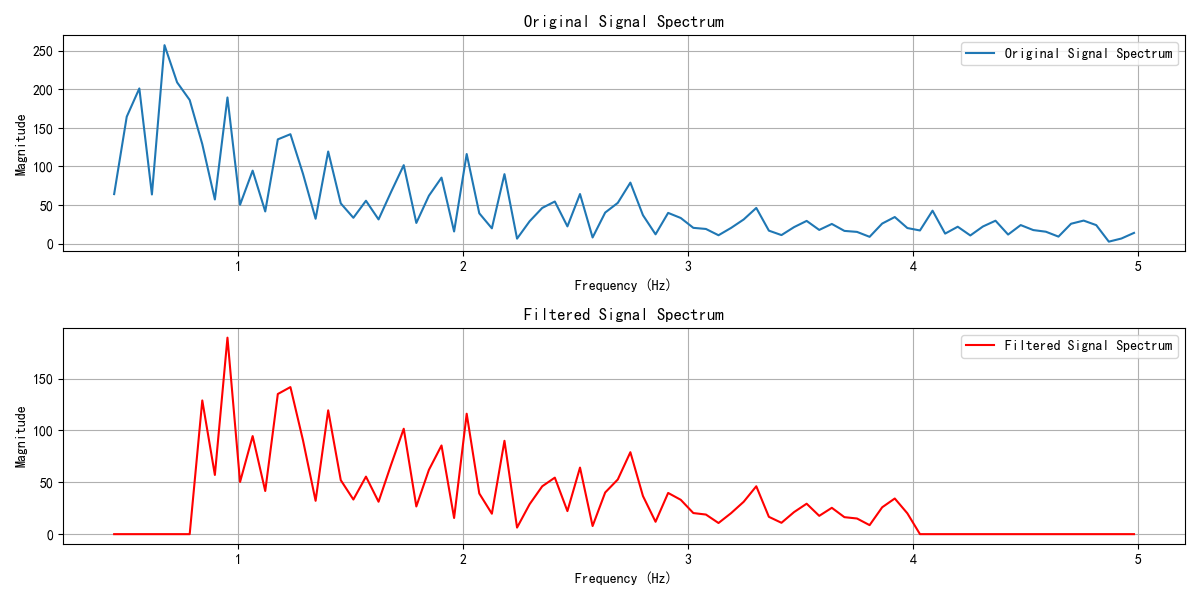 Original Signal Spectrum
250
200
150
100
50
0
Magnitude
Original Signal Spectrum
1
2
3
4
5
Frequency (Hz)
Filtered Signal Spectrum
150
100
50
0
Magnitude
Filtered Signal Spectrum
1
2
3
4
5
Frequency (Hz)